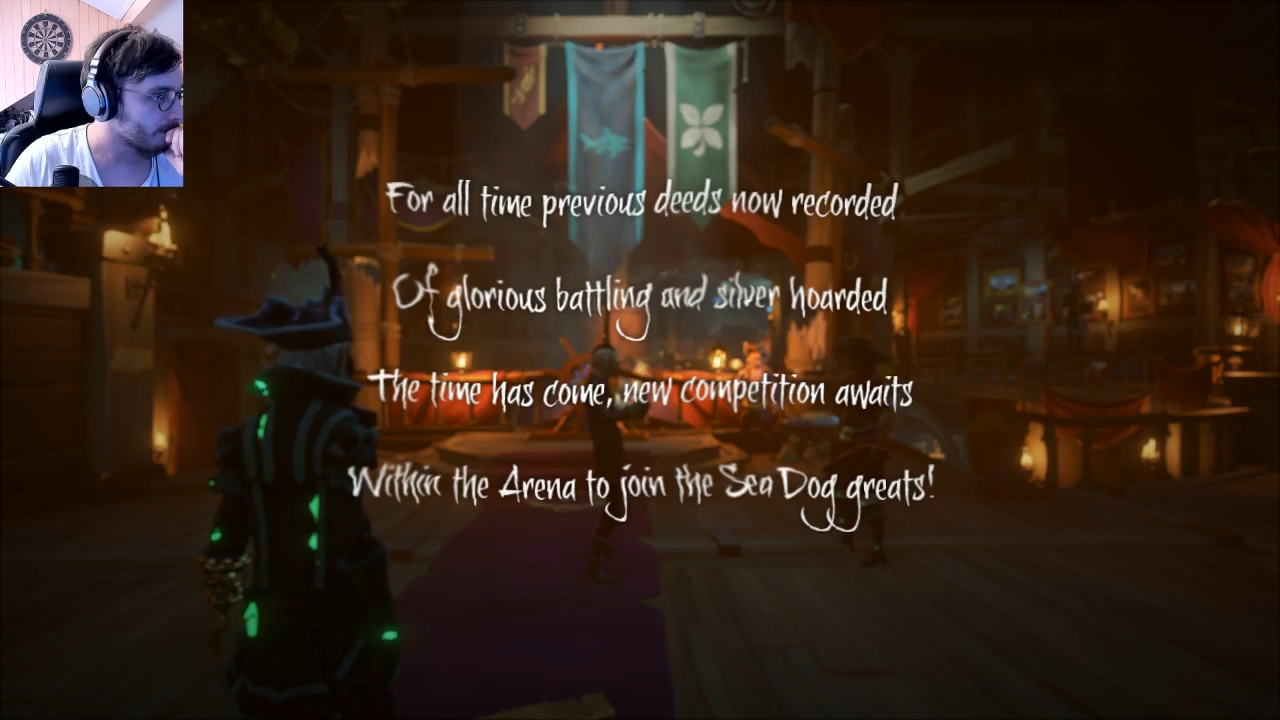 For all time previous deeds now recorded
Of glorious battling and silver hoarded
The time has come, new competition awaits
Within the Arena to join the Sea Dog greats!